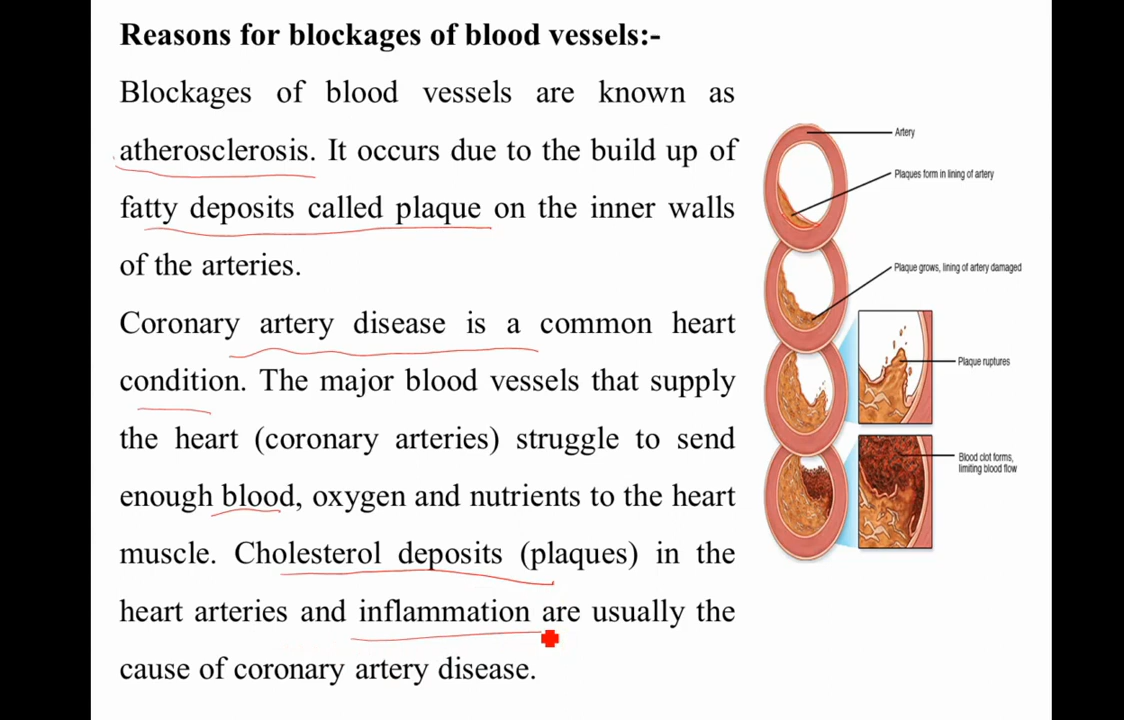 Reasons for blockages of blood vessels:-
Blockages of blood vessels are known as
atherosclerosis. It occurs due to the build up of
fatty deposits called plaque on the inner walls
of the arteries.
Coronary artery disease is a common heart
condition. The major blood vessels that supply
the heart (coronary arteries) struggle to send
enough blood, oxygen and nutrients to the heart
muscle. Cholesterol deposits (plaques) in the
heart arteries and inflammation are usually the
cause of coronary artery disease.
Artery
Plaques form in lining of artery
Plaque grows, lining of artery damaged
Plaque ruptures
Blood clot forms,
limiting blood flow